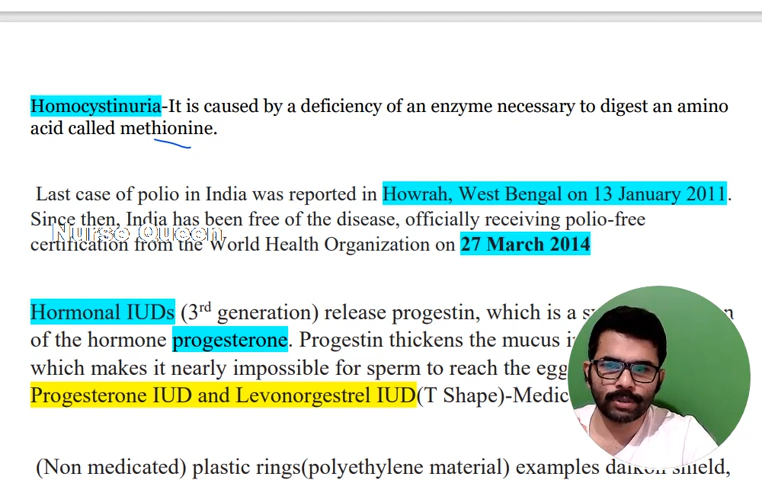 Homocystinuria-It is caused by a deficiency of an enzyme necessary to digest an amino
acid called methionine.
Last case of polio in India was reported in Howrah, West Bengal on 13 January 2011.
Since then, India has been free of the disease, officially receiving polio-free
Nurse Queen
certification from the World Health Organization on 27 March 2014
Hormonal IUDs (3rd generation) release progestin, which is a
of the hormone progesterone. Progestin thickens the mucus
which makes it nearly impossible for sperm to reach the egg
Progesterone IUD and Levonorgestrel IUD(T Shape)-Medic
(Non medicated) plastic rings(polyethylene material) examples dalkon shield,